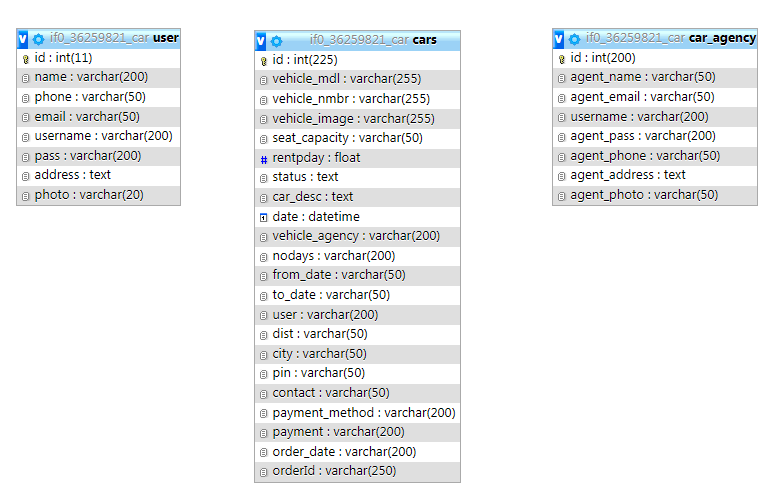 if0_36259821_car user
id : int(11)
name : varchar(200)
phone : varchar(50)
email : varchar(50)
username : varchar(200)
pass : varchar(200)
address : text
photo : varchar(20)
if0_36259821_car cars
id : int(225)
vehicle_mdl : varchar(255)
vehicle_nmbr : varchar(255)
vehicle_image : varchar(255)
seat_capacity : varchar(50)
# rentpday : float
status : text
car_desc : text
date : datetime
vehicle_agency : varchar(200)
nodays : varchar(200)
from_date : varchar(50)
to_date : varchar(50)
user : varchar(200)
dist : varchar(50)
city : varchar(50)
pin : varchar(50)
contact : varchar(50)
payment_method : varchar(200)
payment : varchar(200)
order_date : varchar(200)
orderId : varchar(250)
if0_36259821_car car_agency
id : int(200)
agent_name : varchar(50)
agent_email : varchar(50)
username : varchar(200)
agent_pass : varchar(200)
agent_phone : varchar(50)
agent_address : text
agent_photo : varchar(50)